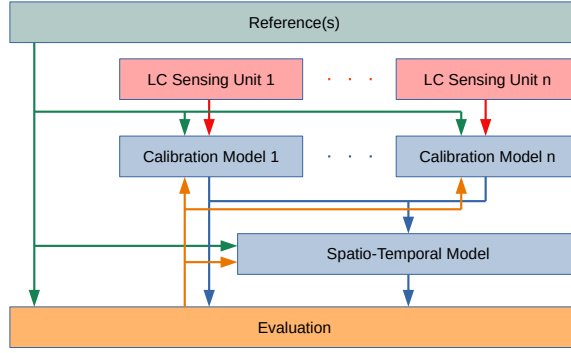 Reference(s)
LC Sensing Unit 1 . . . LC Sensing Unit n
Calibration Model 1 . . . Calibration Model n
Spatio-Temporal Model
Evaluation